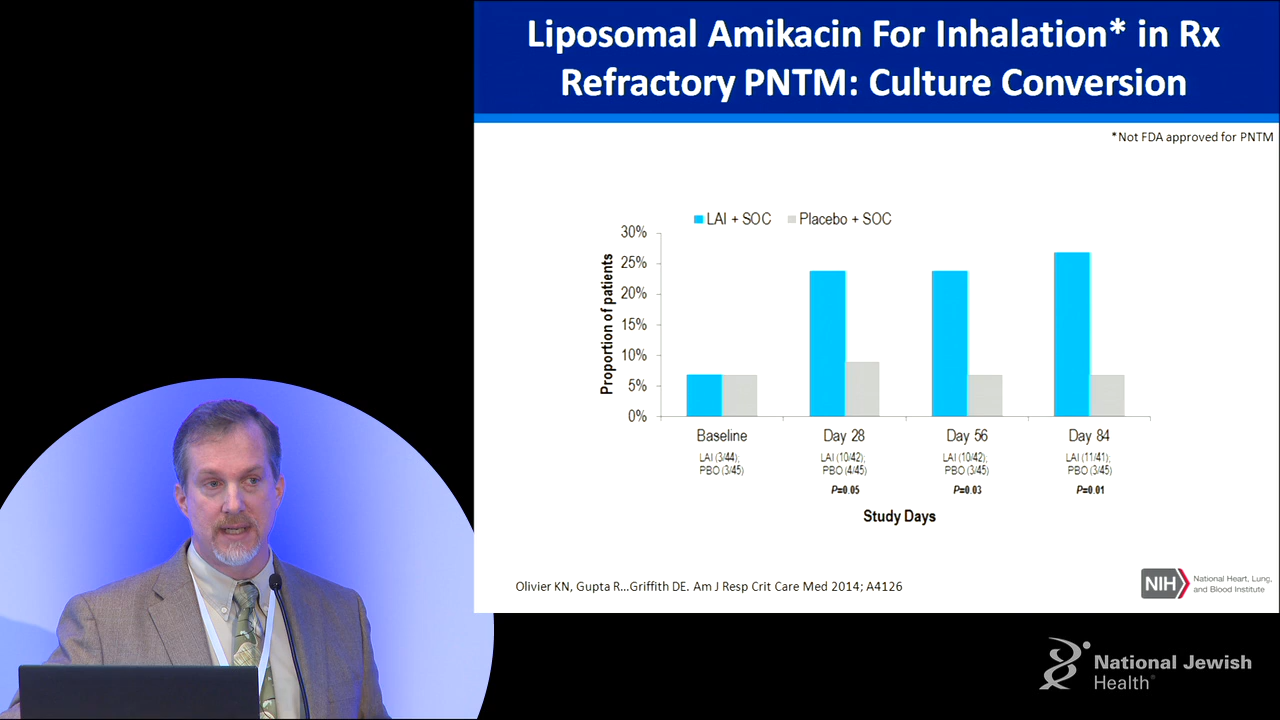 Liposomal Amikacin For Inhalation* in Rx
Refractory PNTM: Culture Conversion
*Not FDA approved for PNTM
LAI + SOC
Placebo + SOC
Proportion of patients
30%
25%
20%
15%
10%
5%
0%
Baseline
LAI (3/44);
PBO (3/45)
Day 28
LAI (10/42);
PBO (4/45)
P=0.05
Day 56
LAI (10/42);
PBO (3/45)
P=0.03
Day 84
LAI (11/41);
PBO (3/45)
P=0.01
Study Days
Olivier KN, Gupta R...Griffith DE. Am J Resp Crit Care Med 2014; A4126
NIH
National Heart, Lung,
and Blood Institute
National Jewish
Health®